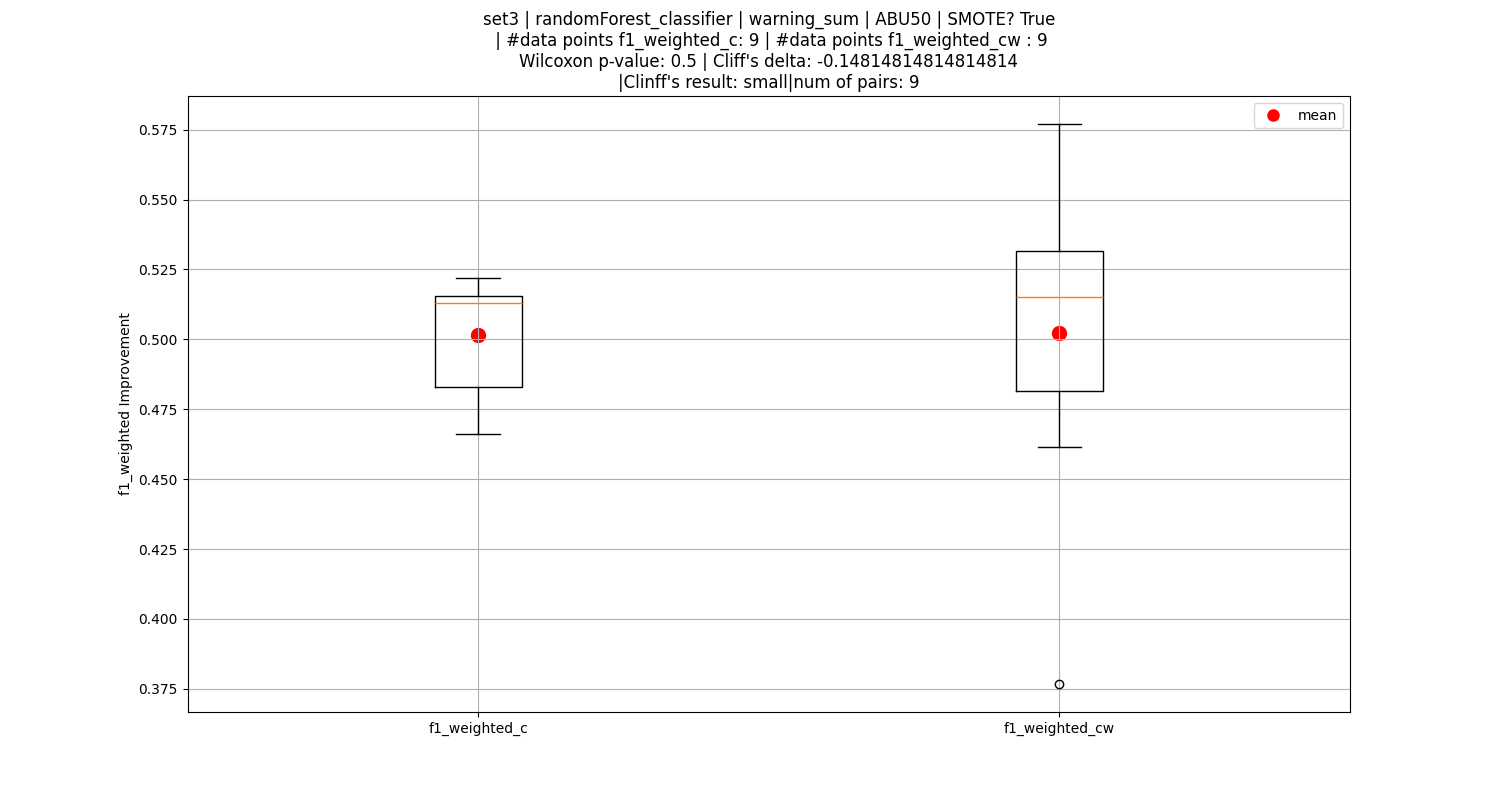 set3 | randomForest_classifier | warning_sum | ABU50 | SMOTE? True
| #data points f1_weighted_c: 9 | #data points f1_weighted_cw : 9
Wilcoxon p-value: 0.5 | Cliff's delta: -0.14814814814814814
|Clinff's result: small|num of pairs: 9
mean
f1_weighted Improvement
0.575
0.550
0.525
0.500
0.475
0.450
0.425
0.400
0.375
f1_weighted_c
f1_weighted_cw